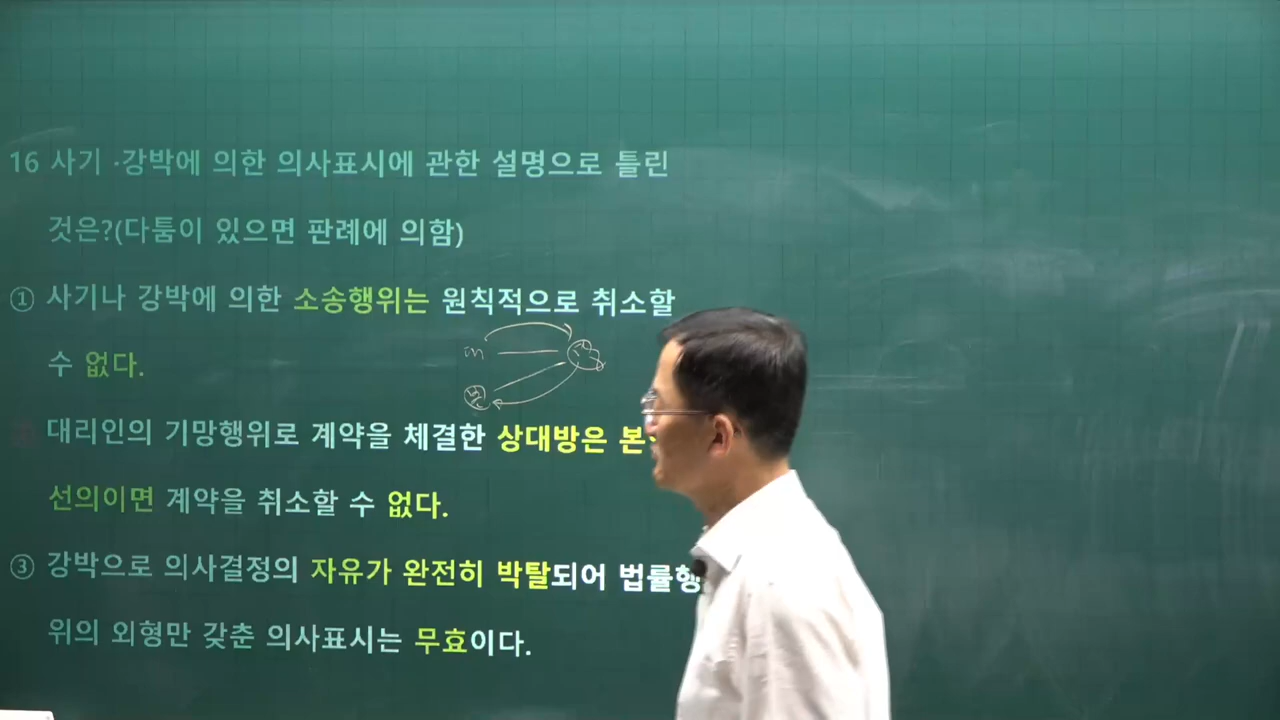 16 사기 ·강박에 의한 의사표시에 관한 설명으로 틀린
것은?(다툼이 있으면 판례에 의함)
① 사기나 강박에 의한 소송행위는 원칙적으로 취소할
수 없다.
대리인의 기망행위로 계약을 체결한 상대방은 본
선의이면 계약을 취소할 수 없다.
③ 강박으로 의사결정의 자유가 완전히 박탈되어 법률행
위의 외형만 갖춘 의사표시는 무효이다.